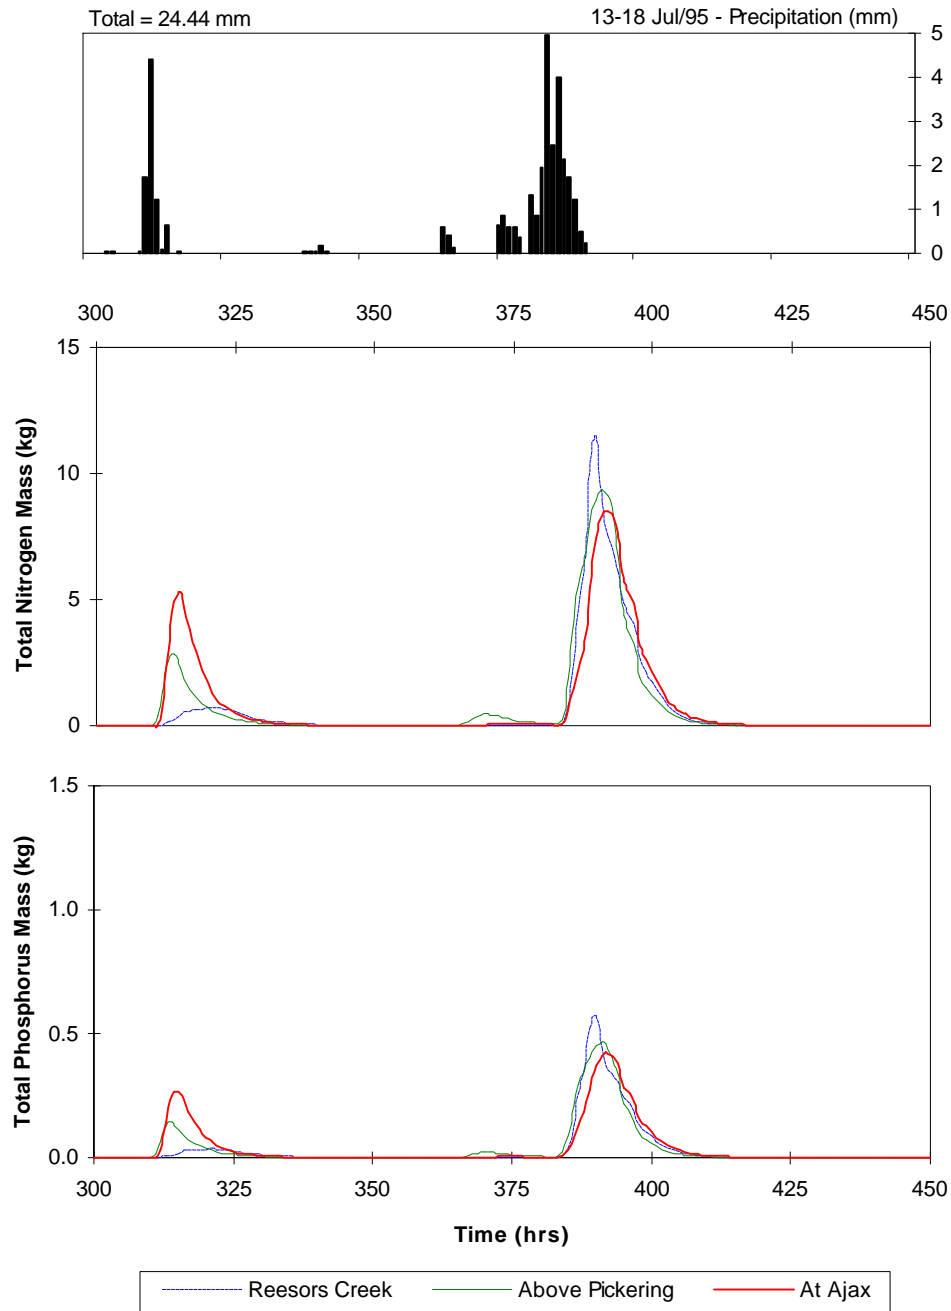 Total = 24.44 mm
13-18 Jul/95 - Precipitation (mm)
5
4
3
2
1
0
300 325 350 375 400 425 450
15
10
5
0
Total Nitrogen Mass (kg)
1.5
1.0
0.5
0.0
Total Phosphorus Mass (kg)
300 325 350 375 400 425 450
Time (hrs)
Reesors Creek Above Pickering At Ajax